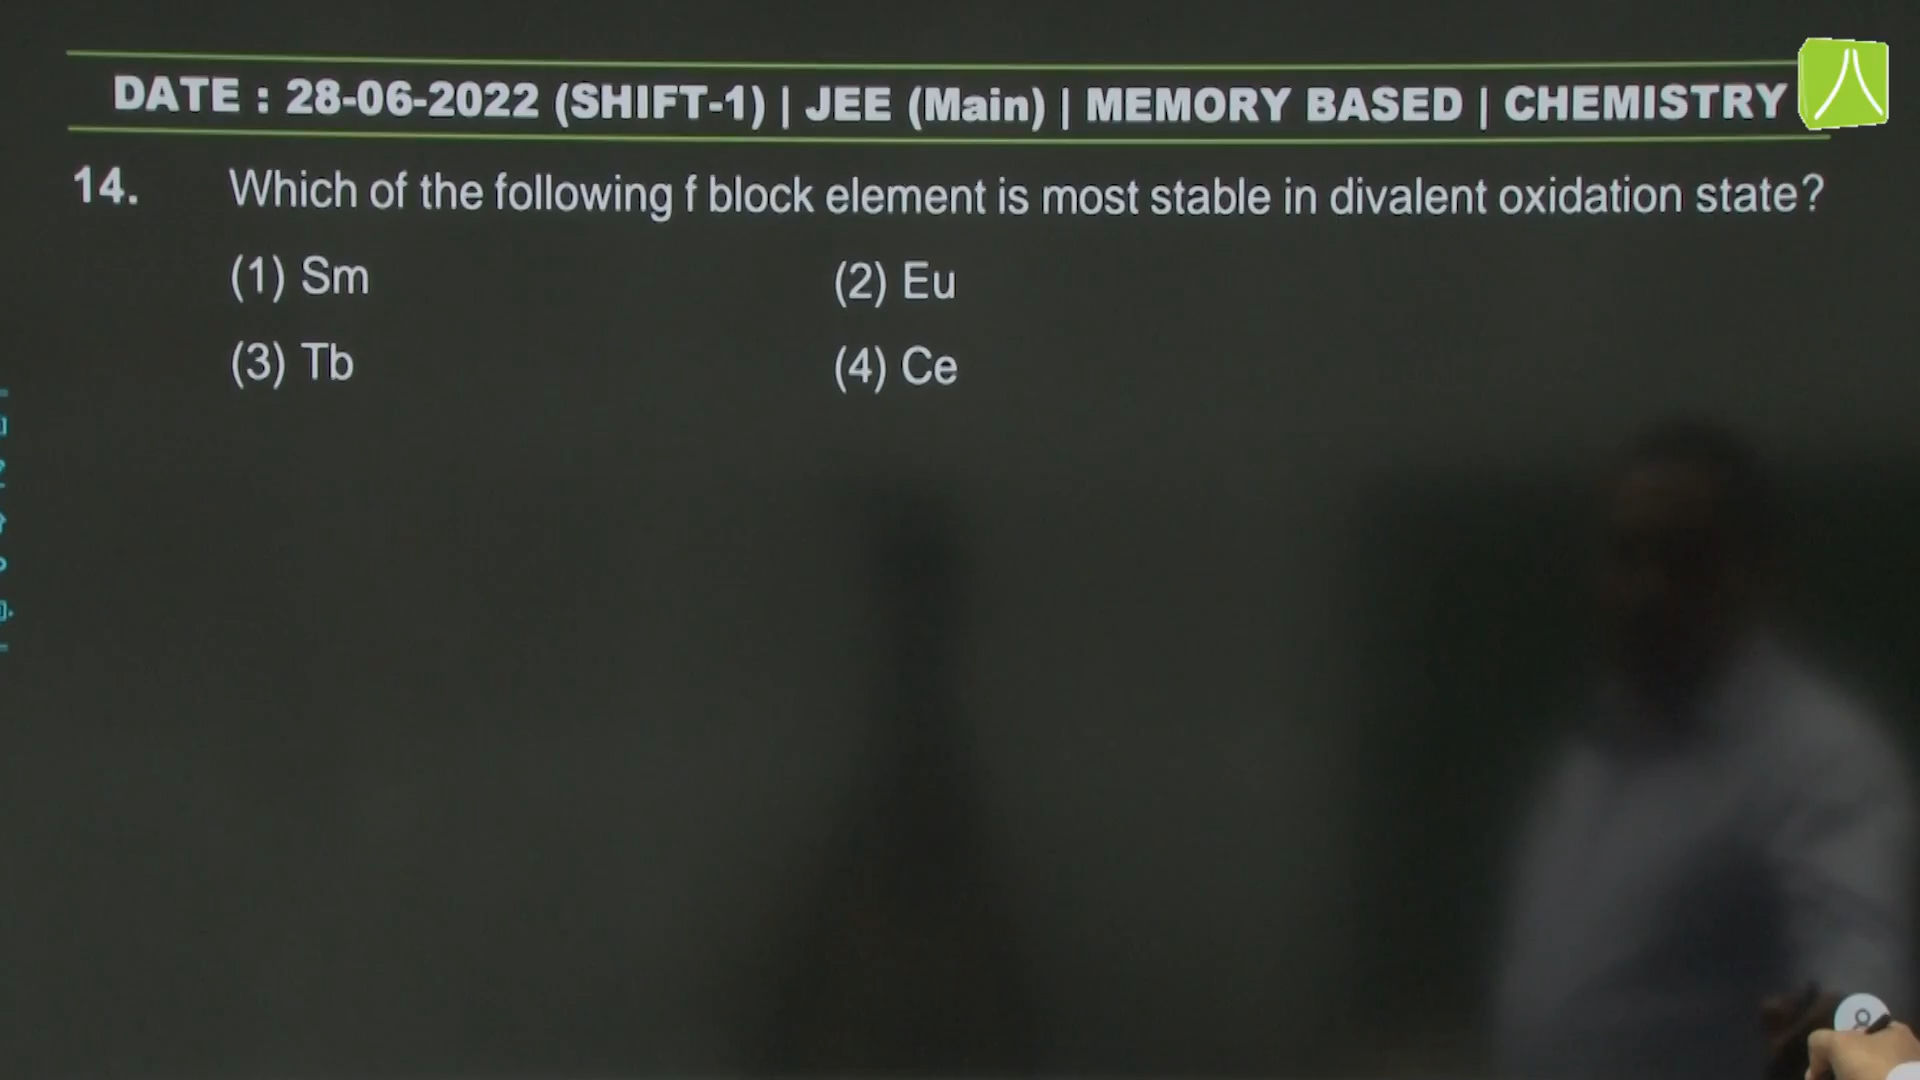 DATE : 28-06-2022 (SHIFT-1) | JEE (Main) | MEMORY BASED | CHEMISTRY
14. Which of the following f block element is most stable in divalent oxidation state?
(1) Sm (2) Eu
(3) Tb (4) Ce